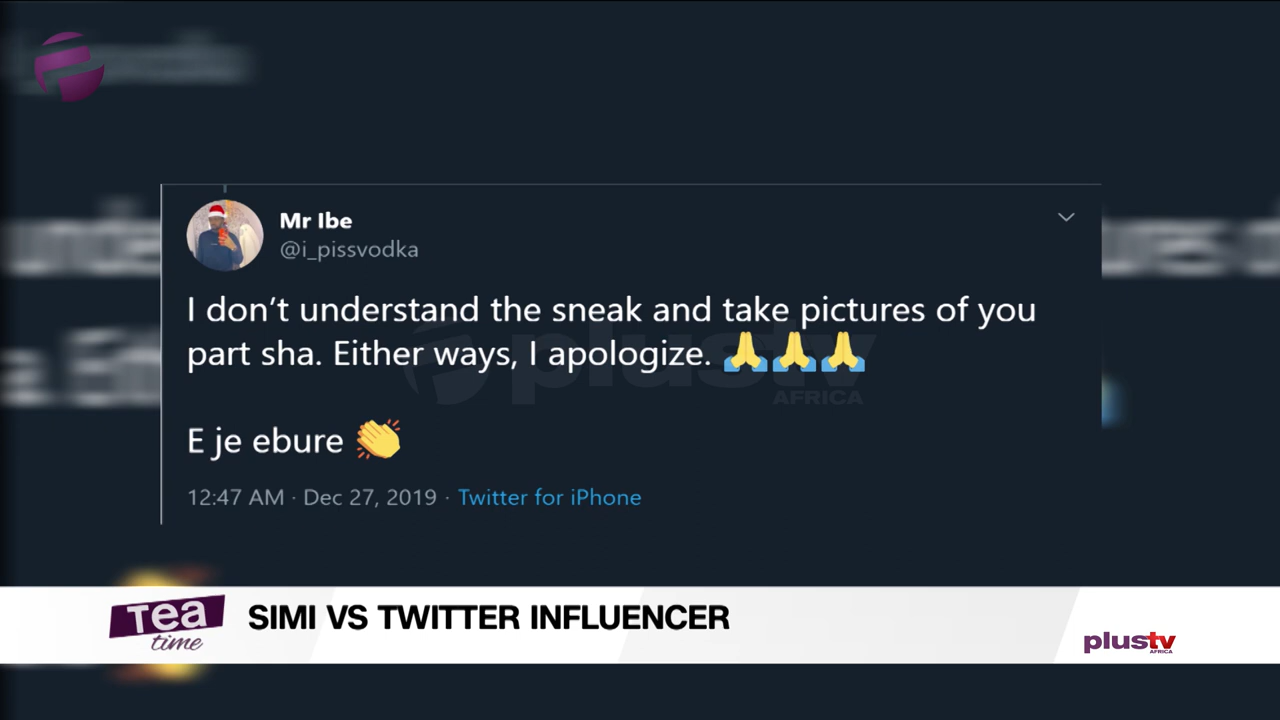 Mr Ibe
@i_pissvodka
I don’t understand the sneak and take pictures of you
part sha. Either ways, I apologize. 🙏🙏🙏
E je ebure 👏
12:47 AM · Dec 27, 2019 · Twitter for iPhone
plustv
AFRICA
Tea
time
SIMI VS TWITTER INFLUENCER
plustv
AFRICA